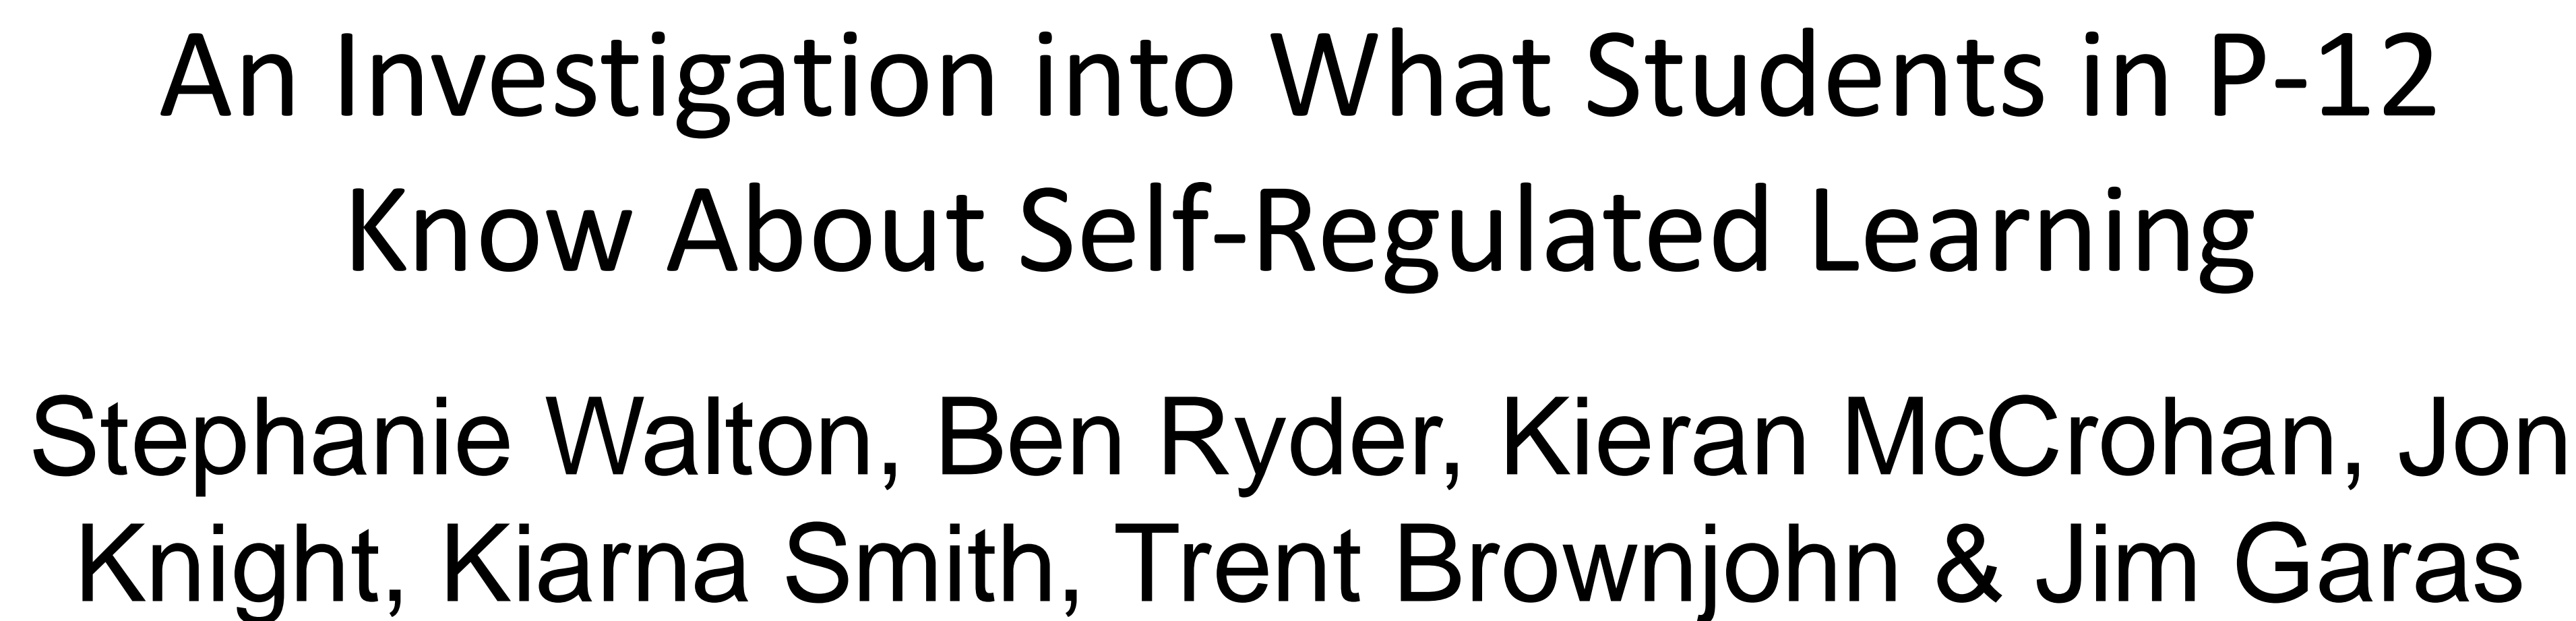 An Investigation into What Students in P-12
Know About Self-Regulated Learning
Stephanie Walton, Ben Ryder, Kieran McCrohan, Jon
Knight, Kiarna Smith, Trent Brownjohn & Jim Garas